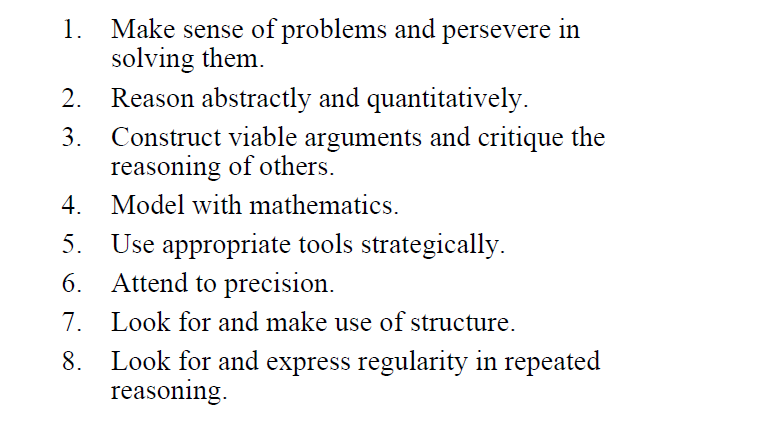 1. Make sense of problems and persevere in
solving them.
2. Reason abstractly and quantitatively.
3. Construct viable arguments and critique the
reasoning of others.
4. Model with mathematics.
5. Use appropriate tools strategically.
6. Attend to precision.
7. Look for and make use of structure.
8. Look for and express regularity in repeated
reasoning.